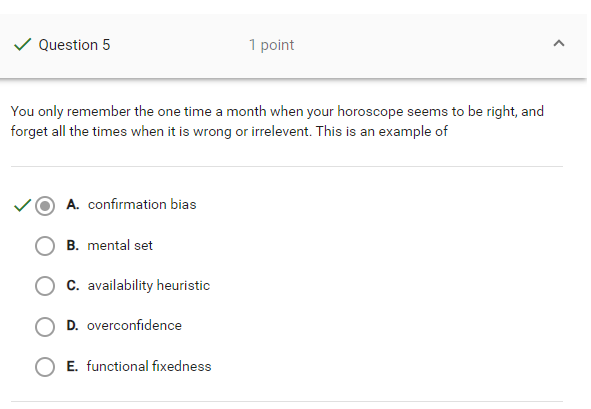 Question 5
1 point
You only remember the one time a month when your horoscope seems to be right, and
forget all the times when it is wrong or irrelevent. This is an example of
A. confirmation bias
B. mental set
C. availability heuristic
D. overconfidence
E. functional fixedness